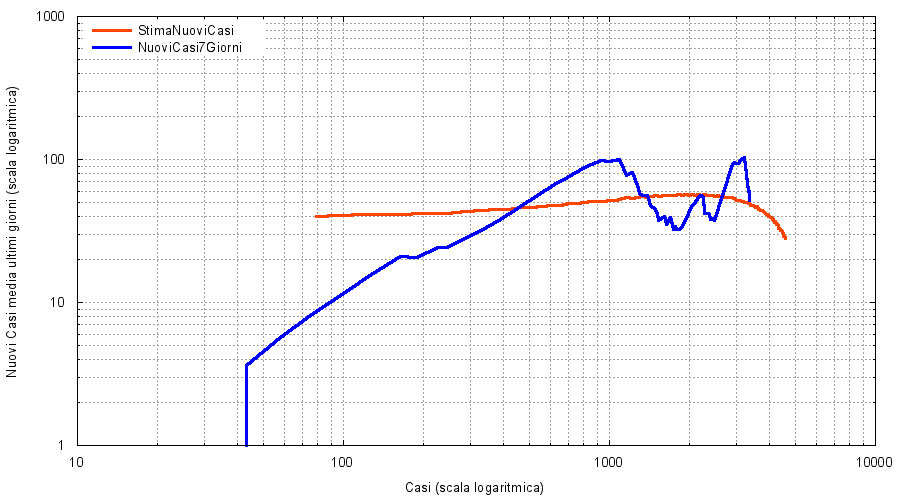 StimaNuoviCasi
NuoviCasi7Giorni
1000
100
10
1
Nuovi Casi media ultimi giorni (scala logaritmica)
10
100
1000
10000
Casi (scala logaritmica)